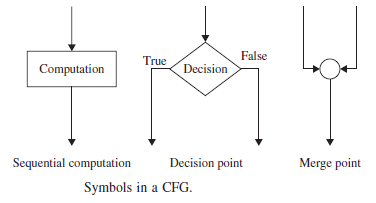 True
False
Computation
Decision
Sequential computation
Decision point
Merge point
Symbols in a CFG.